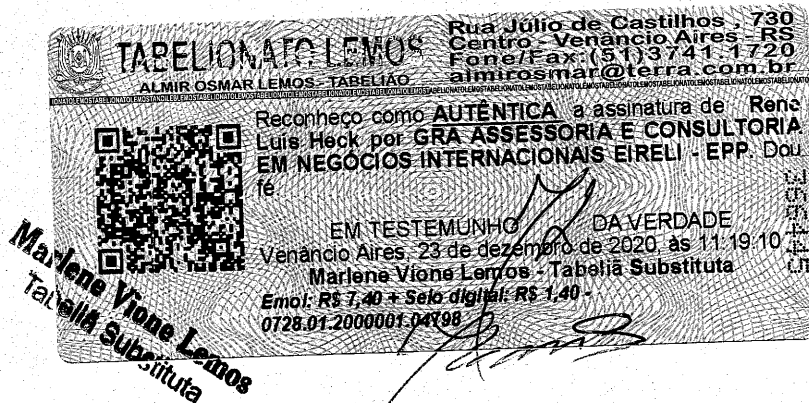 TABELIONATO LEMOS
ALMIR OSMAR LEMOS - TABELIÃO
Rua Júlio de Castilhos , 730
Centro - Venâncio Aires - RS
Fone/Fax:(51)3741-1720
almirosmar@terra.com.br
Reconheço como AUTÊNTICA a assinatura de Rene
Luis Heck por GRA ASSESSORIA E CONSULTORIA
EM NEGOCIOS INTERNACIONAIS EIRELI - EPP. Dou
fé
EM TESTEMUNHO DA VERDADE
Venâncio Aires, 23 de dezembro de 2020, às 11:19:10
Marlene Vione Lemos - Tabeliã Substituta
Emol: R$ 7,40 + Selo digital: R$ 1,40 -
0728.01.2000001.04798
Marlene Vione Lemos
Tabeliã Substituta